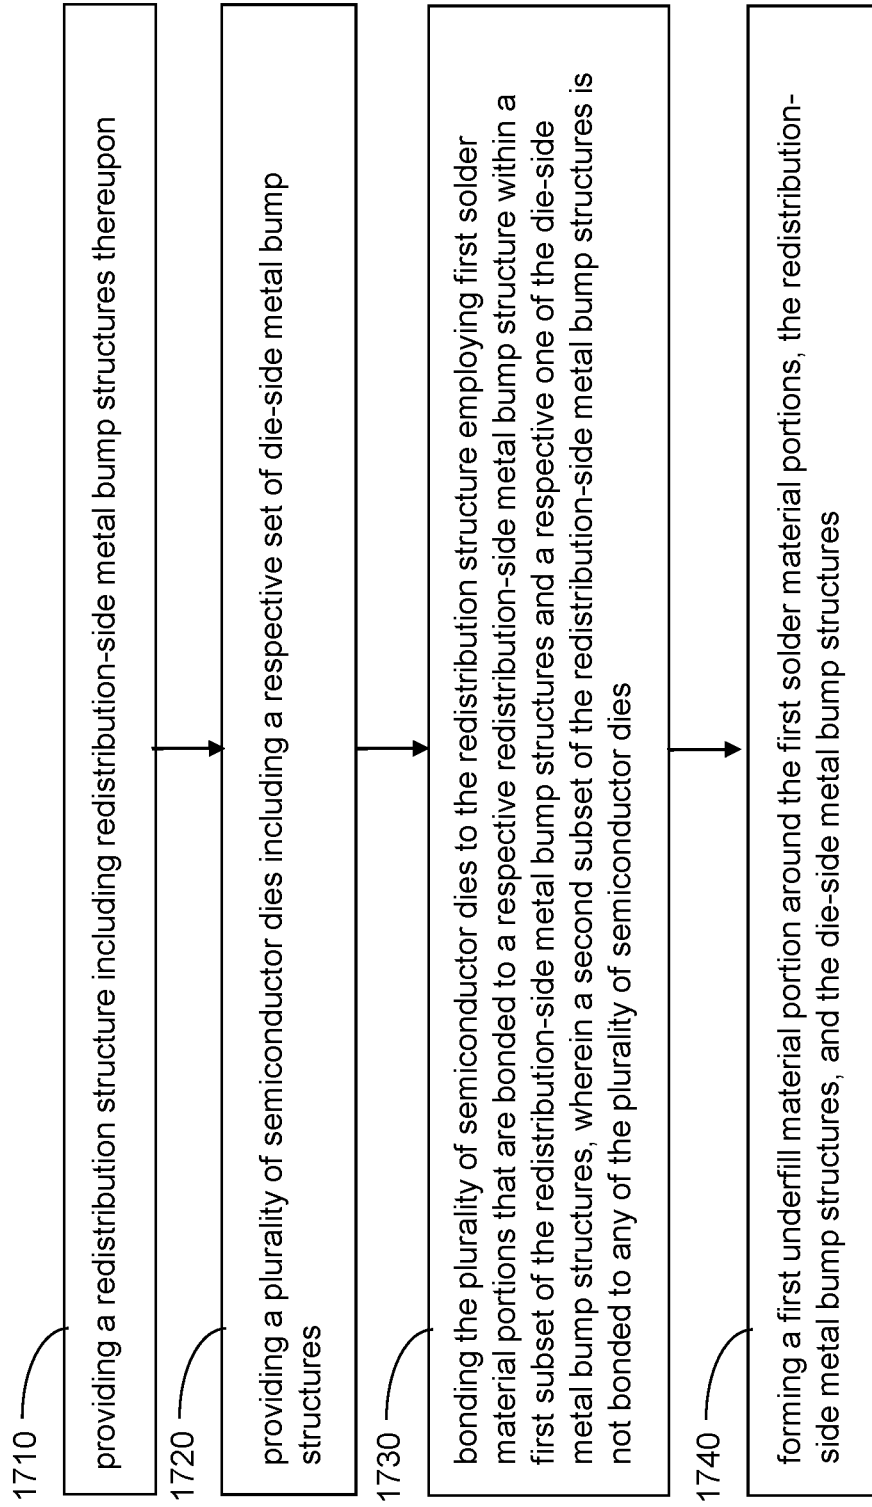 1710
providing a redistribution structure including redistribution-side metal bump structures thereupon
1720
providing a plurality of semiconductor dies including a respective set of die-side metal bump
structures
1730
bonding the plurality of semiconductor dies to the redistribution structure employing first solder
material portions that are bonded to a respective redistribution-side metal bump structure within a
first subset of the redistribution-side metal bump structures and a respective one of the die-side
metal bump structures, wherein a second subset of the redistribution-side metal bump structures is
not bonded to any of the plurality of semiconductor dies
1740
forming a first underfill material portion around the first solder material portions, the redistribution-
side metal bump structures, and the die-side metal bump structures